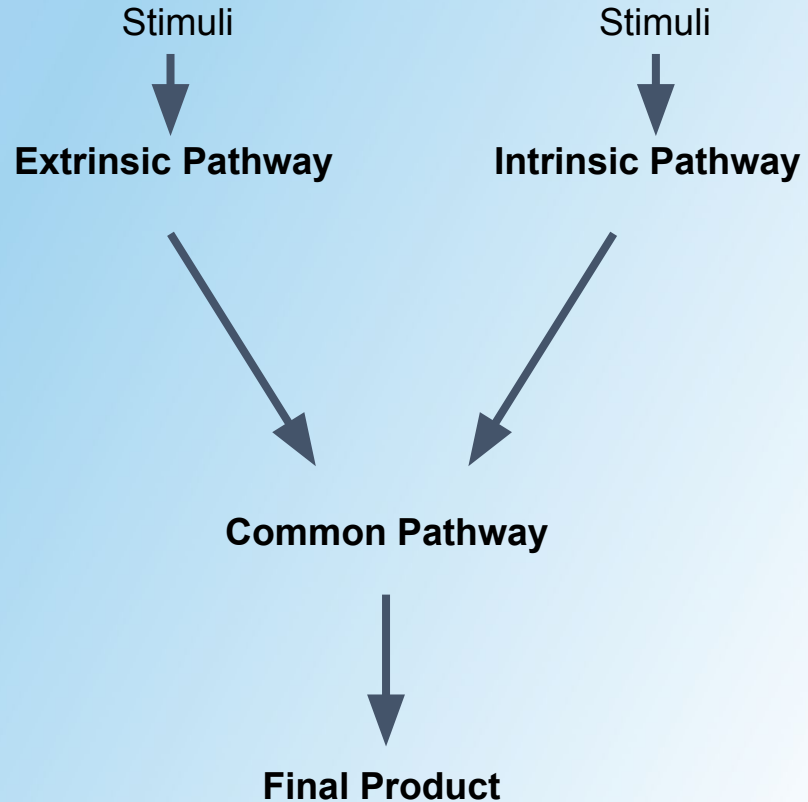 Stimuli
Stimuli
Extrinsic Pathway
Intrinsic Pathway
Common Pathway
Final Product